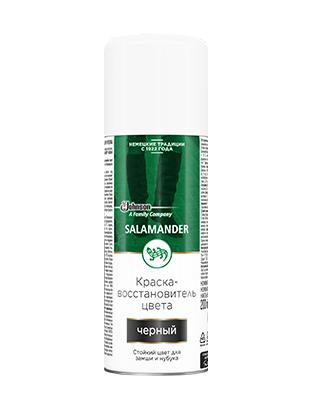 НЕМЕЦКИЕ ТРАДИЦИИ
С 1922 ГОДА
SC Johnson
A Family Company
SALAMANDER
Краска-
восстановитель
цвета
черный
Стойкий цвет для
замши и нубука